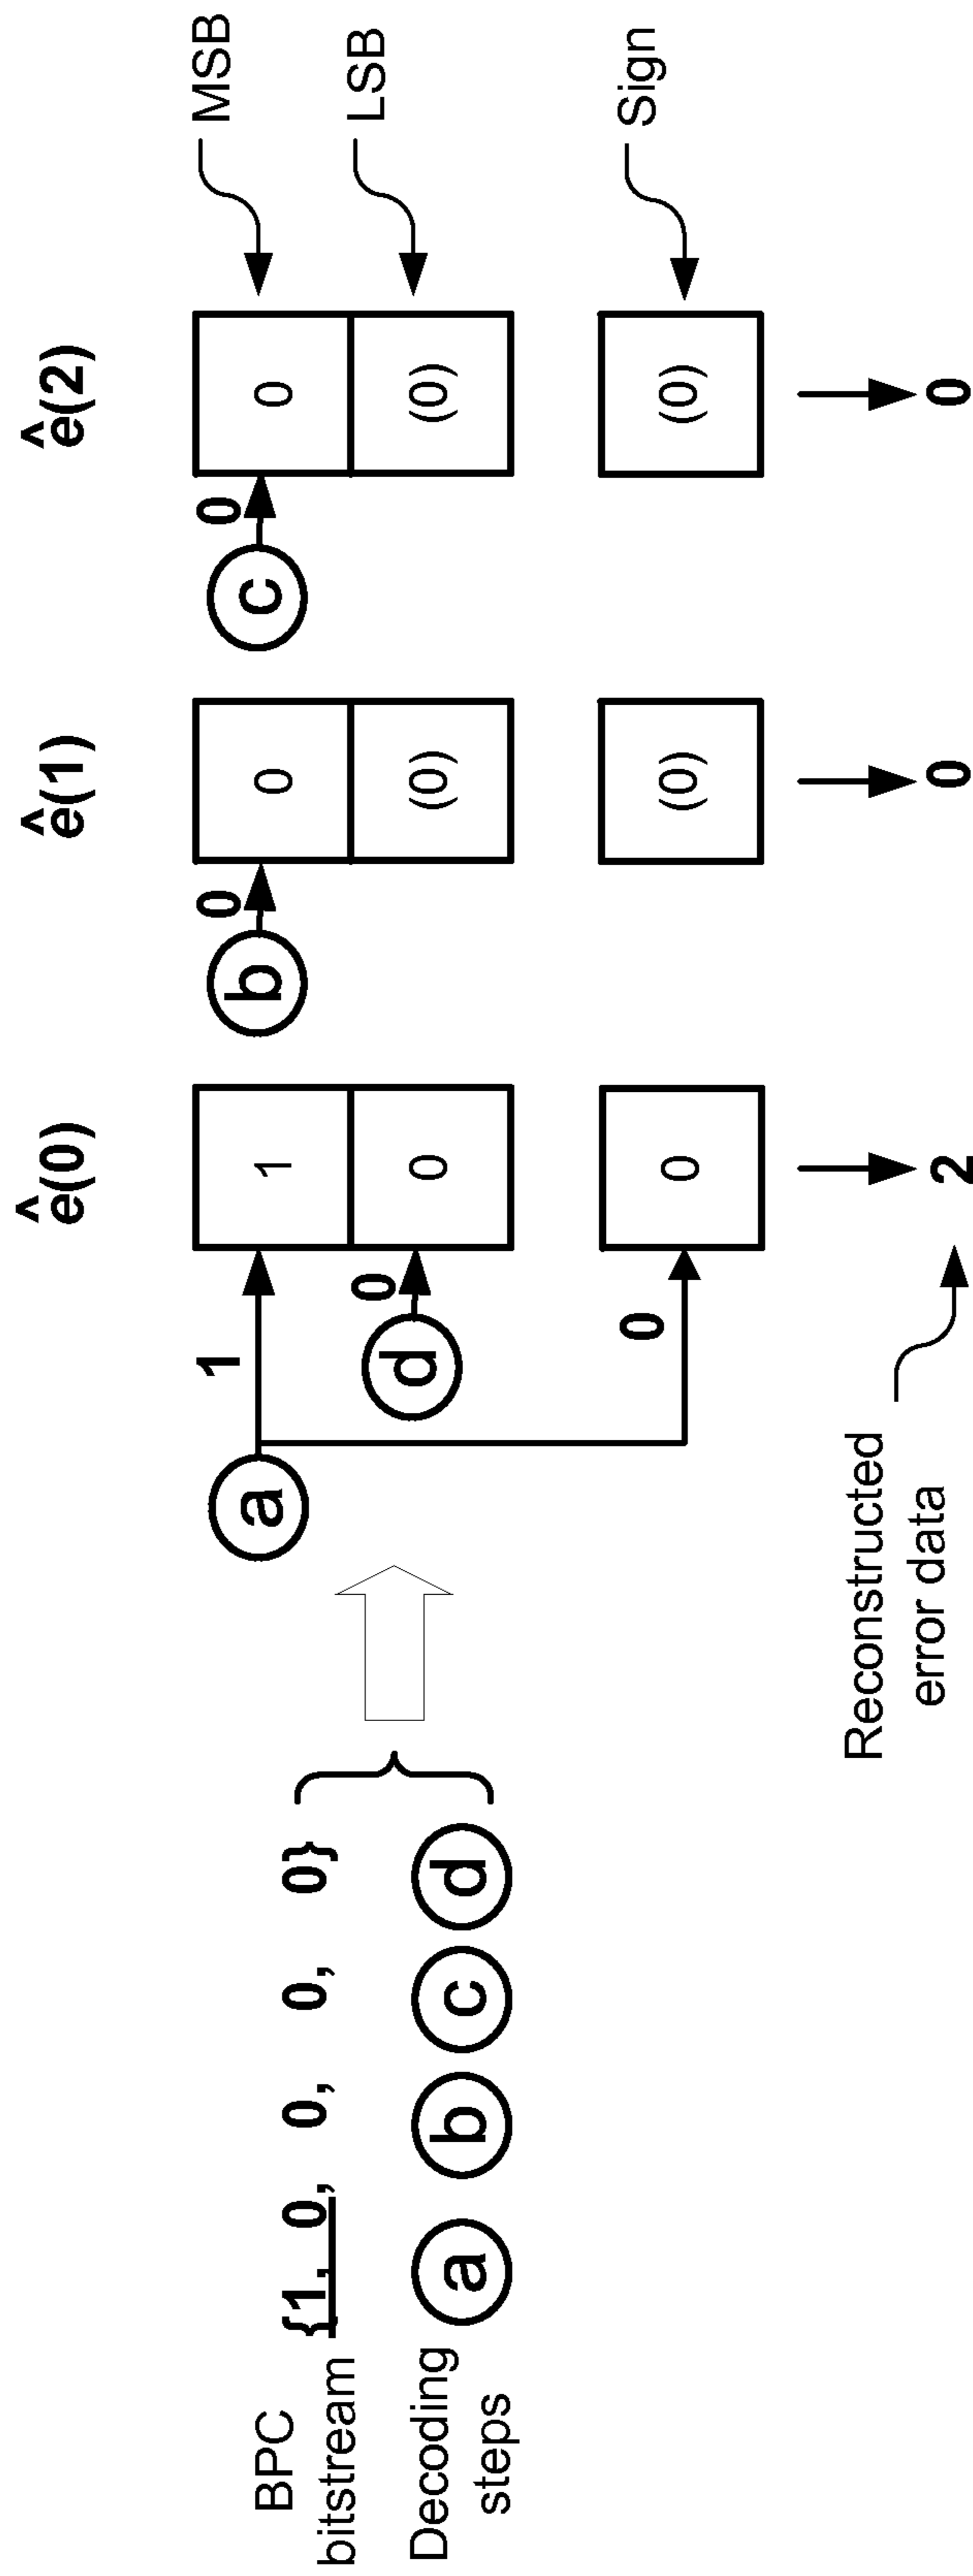 ê(0) ê(1) ê(2)
a 1 1 b 0 0 c 0 0 MSB
BPC
bitstream {1, 0, 0, 0, 0}
d 0 0 (0) (0) LSB
Decoding
steps a b c d
0 0 (0) (0) Sign
Reconstructed
error data
2 0 0